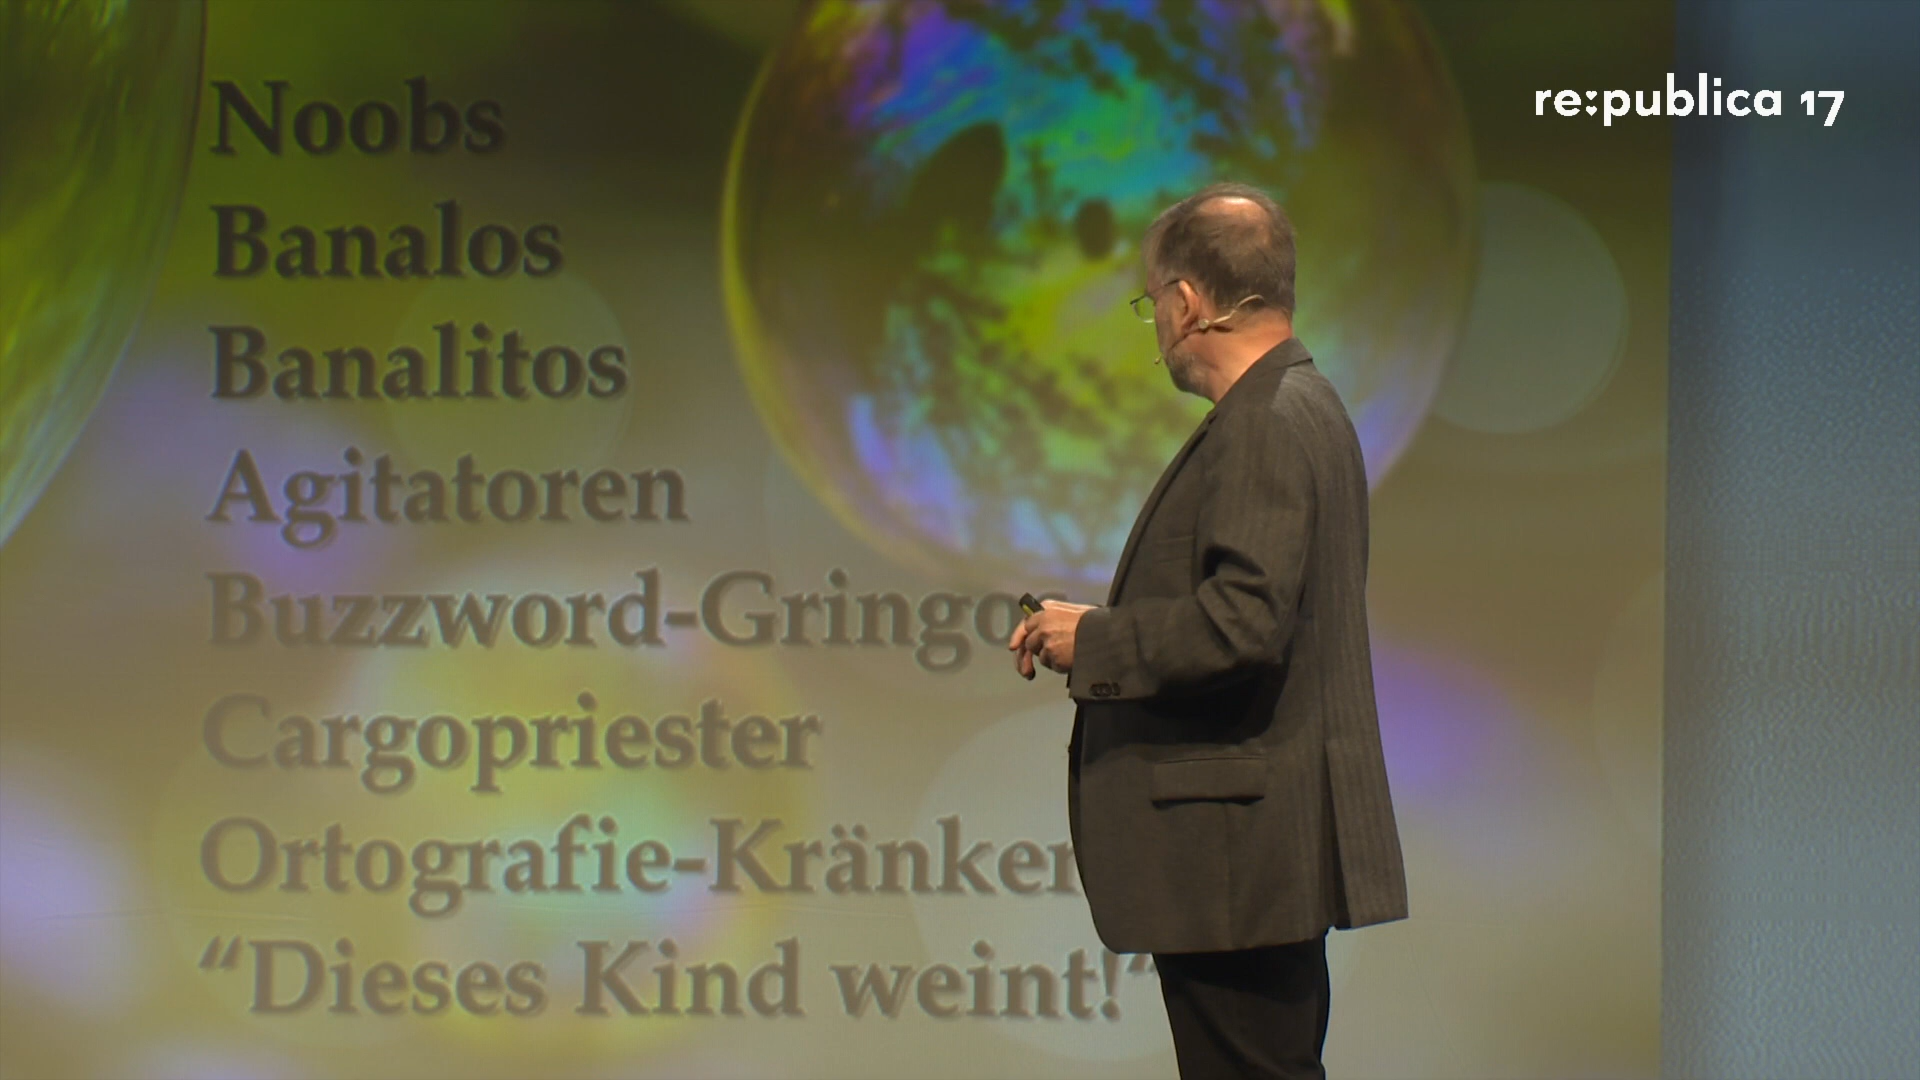 re:publica 17
Noobs
Banalos
Banalitos
Agitatoren
Buzzword-Gringos
Cargopriester
Ortografie-Kränker
“Dieses Kind weint!“